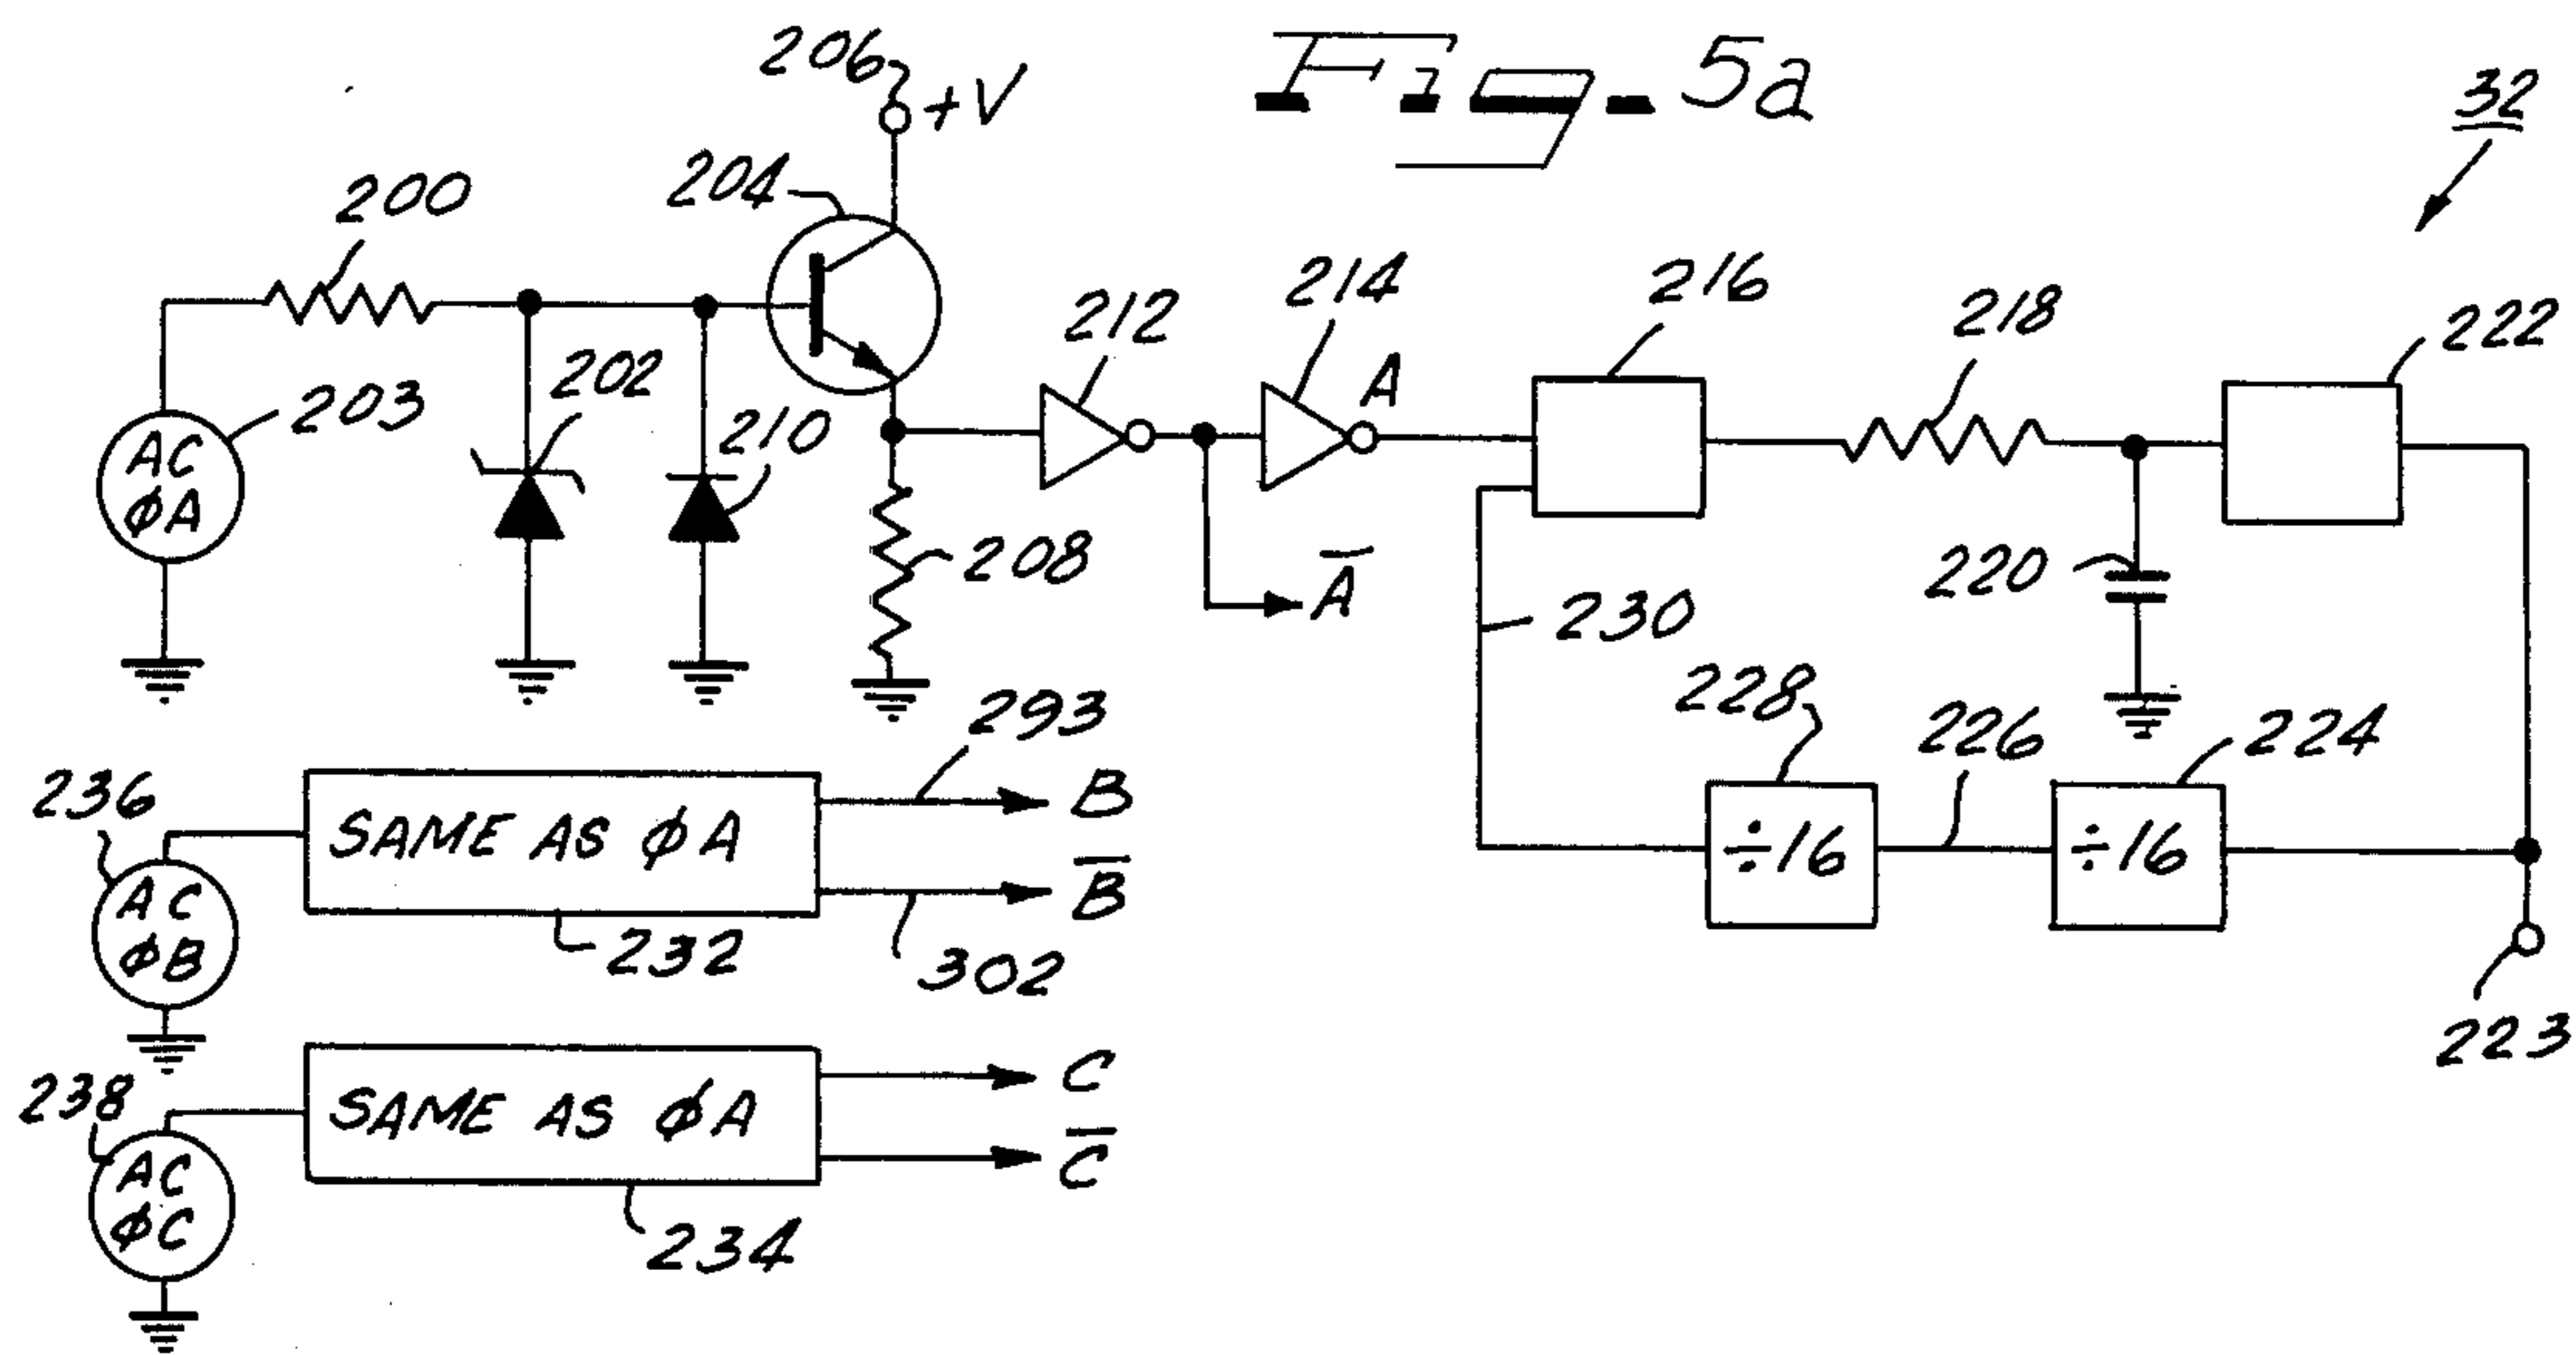 Fig-5a
32
206
+V
204
200
203
AC
ϕA
202
210
208
212
214
A
A̅
216
218
222
220
230
228
226
224
÷16
÷16
223
293
236
AC
ϕB
SAME AS ϕA
B
B̅
232
302
238
AC
ϕC
SAME AS ϕA
C
C̅
234